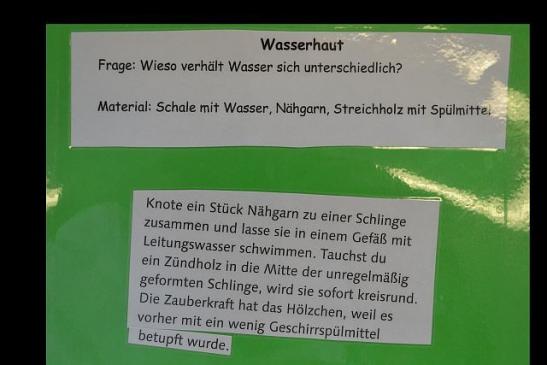 Wasserhaut
Frage: Wieso verhält Wasser sich unterschiedlich?
Material: Schale mit Wasser, Nähgarn, Streichholz mit Spülmittel
Knote ein Stück Nähgarn zu einer Schlinge
zusammen und lasse sie in einem Gefäß mit
Leitungswasser schwimmen. Tauchst du
ein Zündholz in die Mitte der unregelmäßig
geformten Schlinge, wird sie sofort kreisrund.
Die Zauberkraft hat das Hölzchen, weil es
vorher mit ein wenig Geschirrspülmittel
betupft wurde.